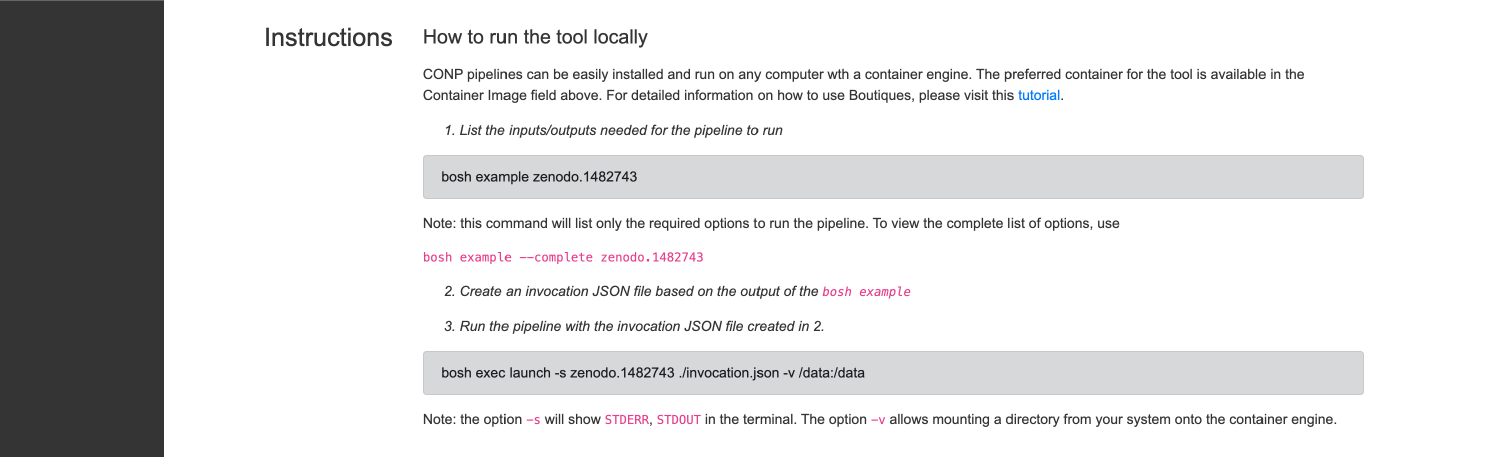 Instructions
How to run the tool locally
CONP pipelines can be easily installed and run on any computer wth a container engine. The preferred container for the tool is available in the
Container Image field above. For detailed information on how to use Boutiques, please visit this tutorial.
1. List the inputs/outputs needed for the pipeline to run
bosh example zenodo.1482743
Note: this command will list only the required options to run the pipeline. To view the complete list of options, use
bosh example --complete zenodo.1482743
2. Create an invocation JSON file based on the output of the bosh example
3. Run the pipeline with the invocation JSON file created in 2.
bosh exec launch -s zenodo.1482743 ./invocation.json -v /data:/data
Note: the option -s will show STDERR, STDOUT in the terminal. The option -v allows mounting a directory from your system onto the container engine.